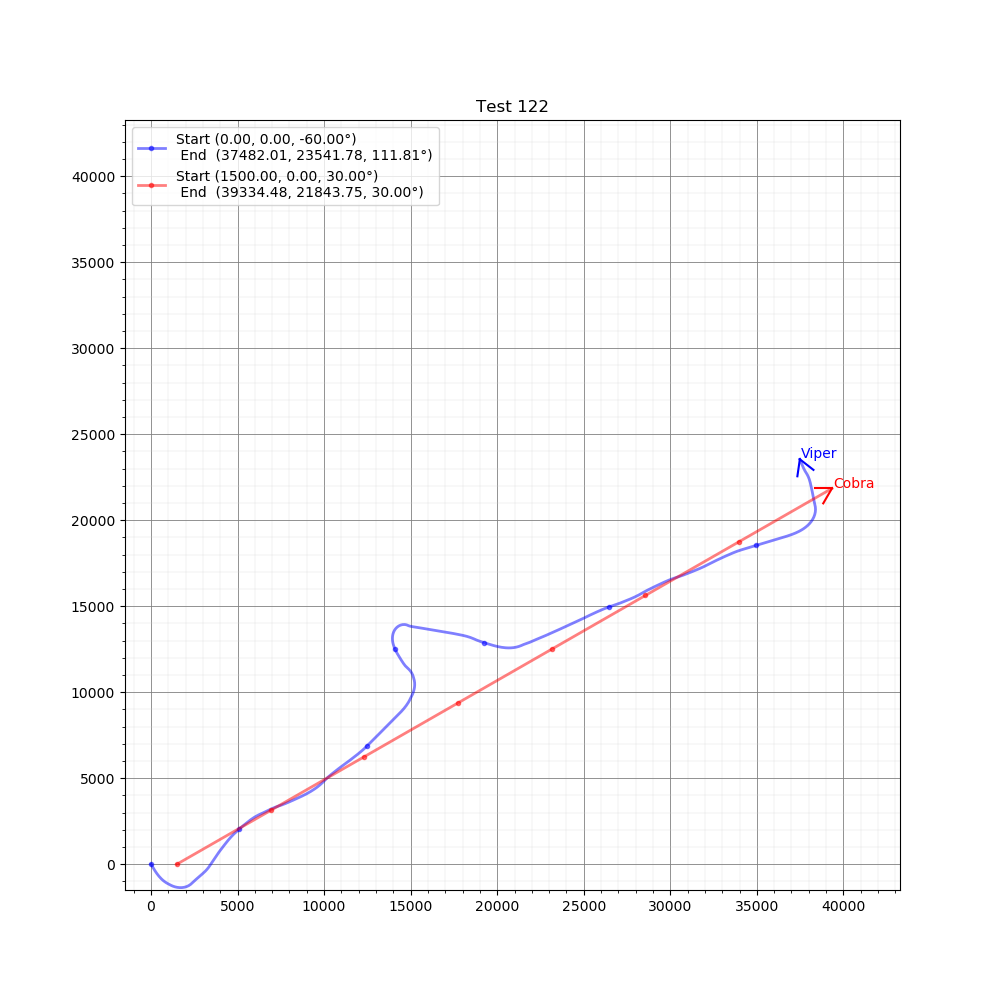 Test 122
Start (0.00, 0.00, -60.00°)
End (37482.01, 23541.78, 111.81°)
Start (1500.00, 0.00, 30.00°)
End (39334.48, 21843.75, 30.00°)
40000
35000
30000
25000
20000
15000
10000
5000
0
Viper
Cobra
0 5000 10000 15000 20000 25000 30000 35000 40000